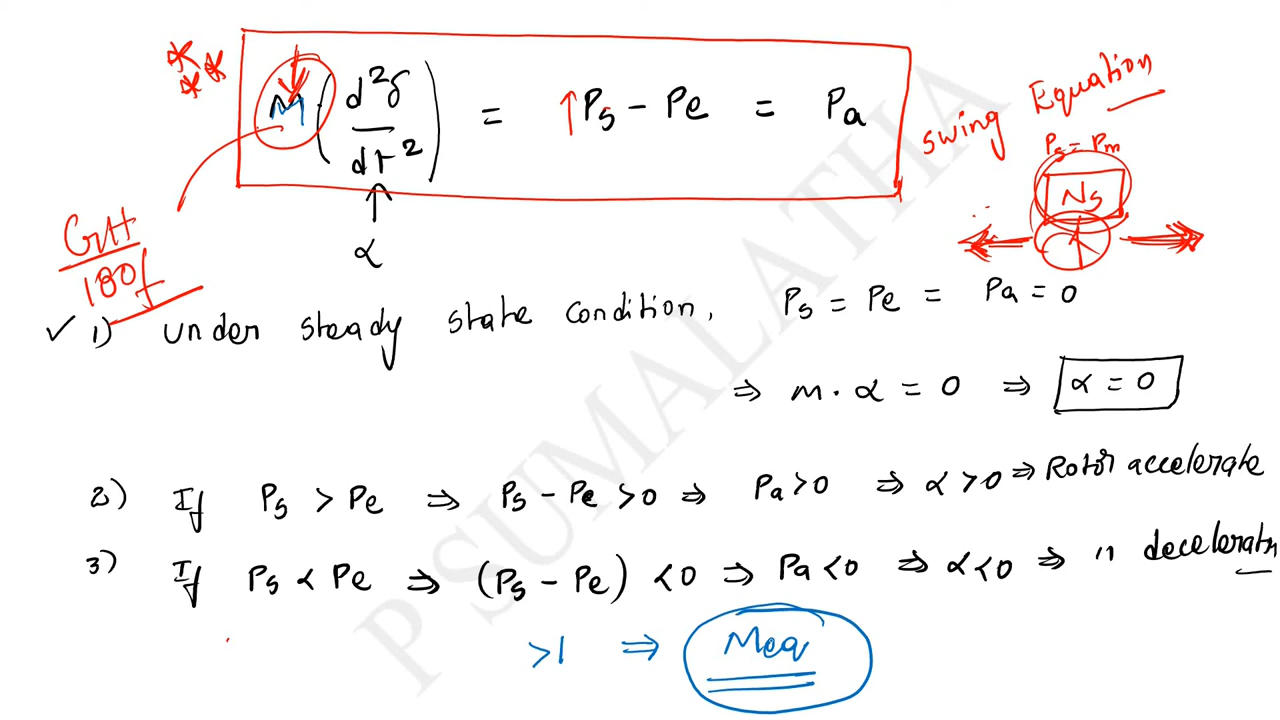 M (d²δ/dt²) = ↑Ps - Pe = Pa
swing Equation
Ps = Pm
Ns
GH/180f
α
✓ 1) under steady state condition, Ps = Pe = Pa = 0
⇒ m . α = 0 ⇒ α = 0
2) If Ps > Pe ⇒ Ps - Pe > 0 ⇒ Pa > 0 ⇒ α > 0 ⇒ Rotor accelerate
3) If Ps < Pe ⇒ (Ps - Pe) < 0 ⇒ Pa < 0 ⇒ α < 0 ⇒ " deceleratn
>1 ⇒ Meq
P SUMALATHA